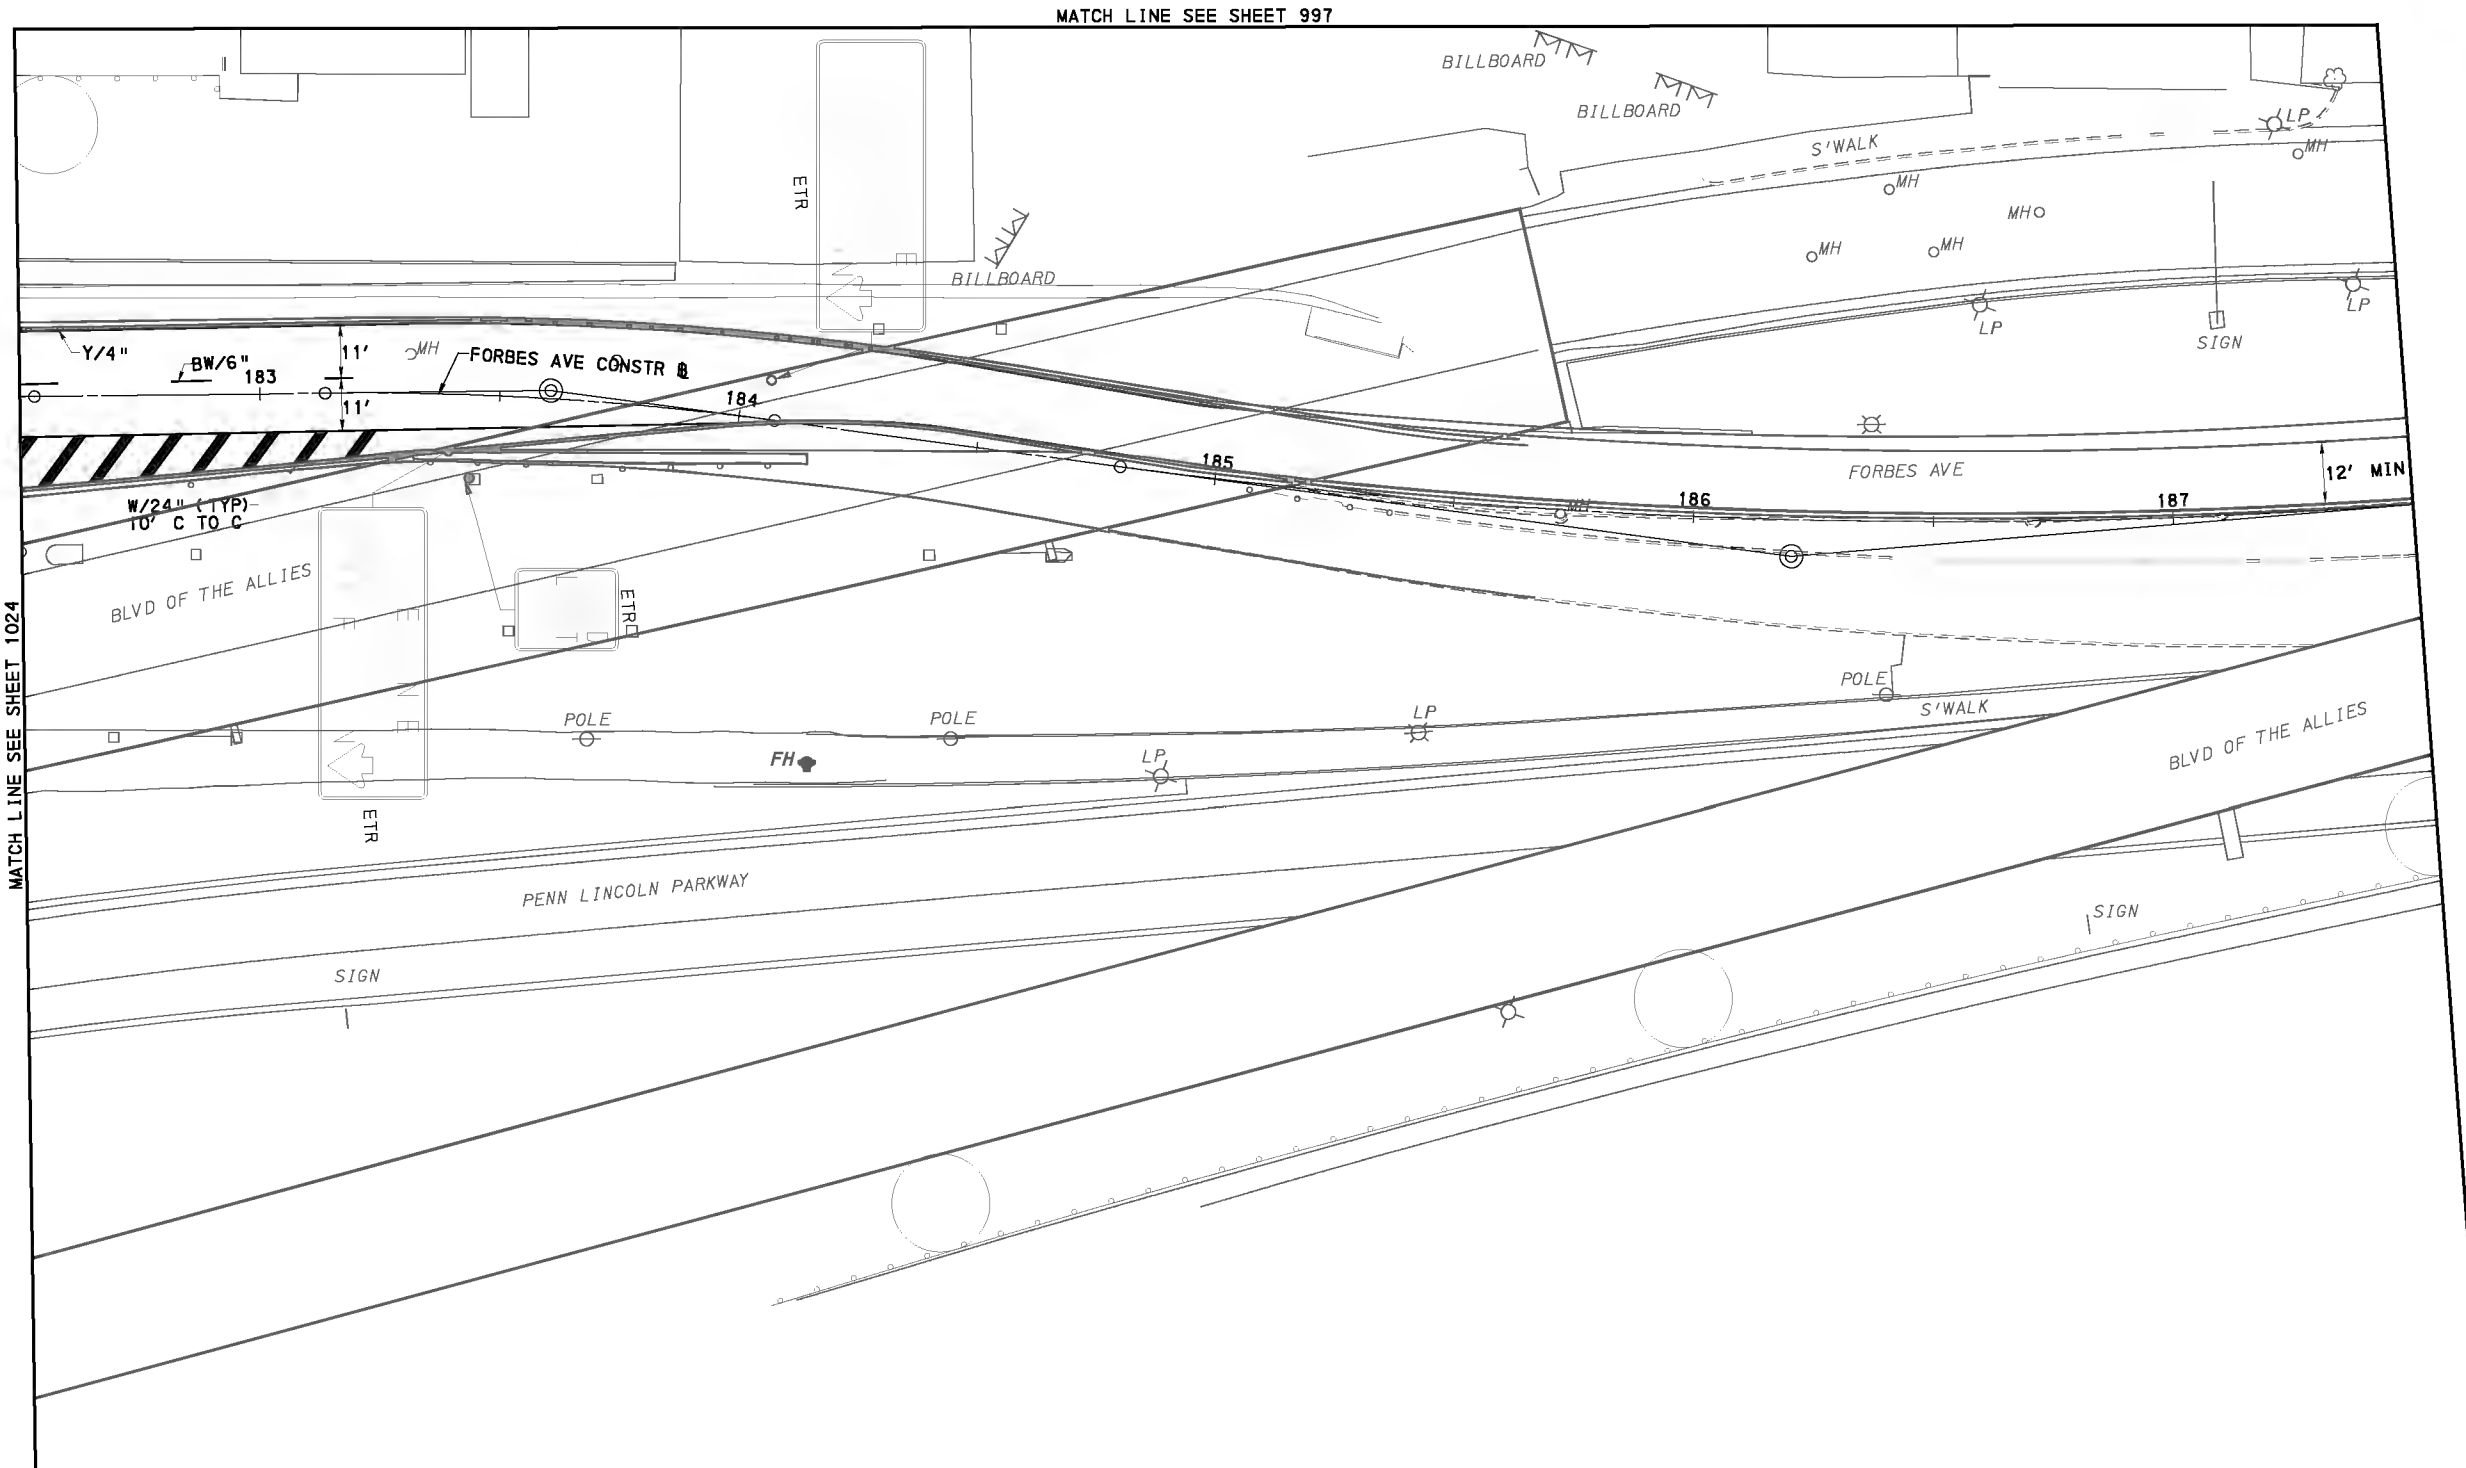 MATCH LINE SEE SHEET 997
BILLBOARD
BILLBOARD
LP
S'WALK
MH
MH
ETR
MH
MH
MH
E
BILLBOARD
LP
LP
SIGN
Y/4"
11'
MH
FORBES AVE CONSTR
BW/6"
183
11'
184
185
FORBES AVE
12' MIN
MH
186
187
W/24" (TYP)
10' C TO C
BLVD OF THE ALLIES
ETR
F E
N
E
MATCH LINE SEE SHEET 1024
POLE
POLE
POLE
LP
S'WALK
BLVD OF THE ALLIES
FH
LP
ETR
PENN LINCOLN PARKWAY
SIGN
SIGN